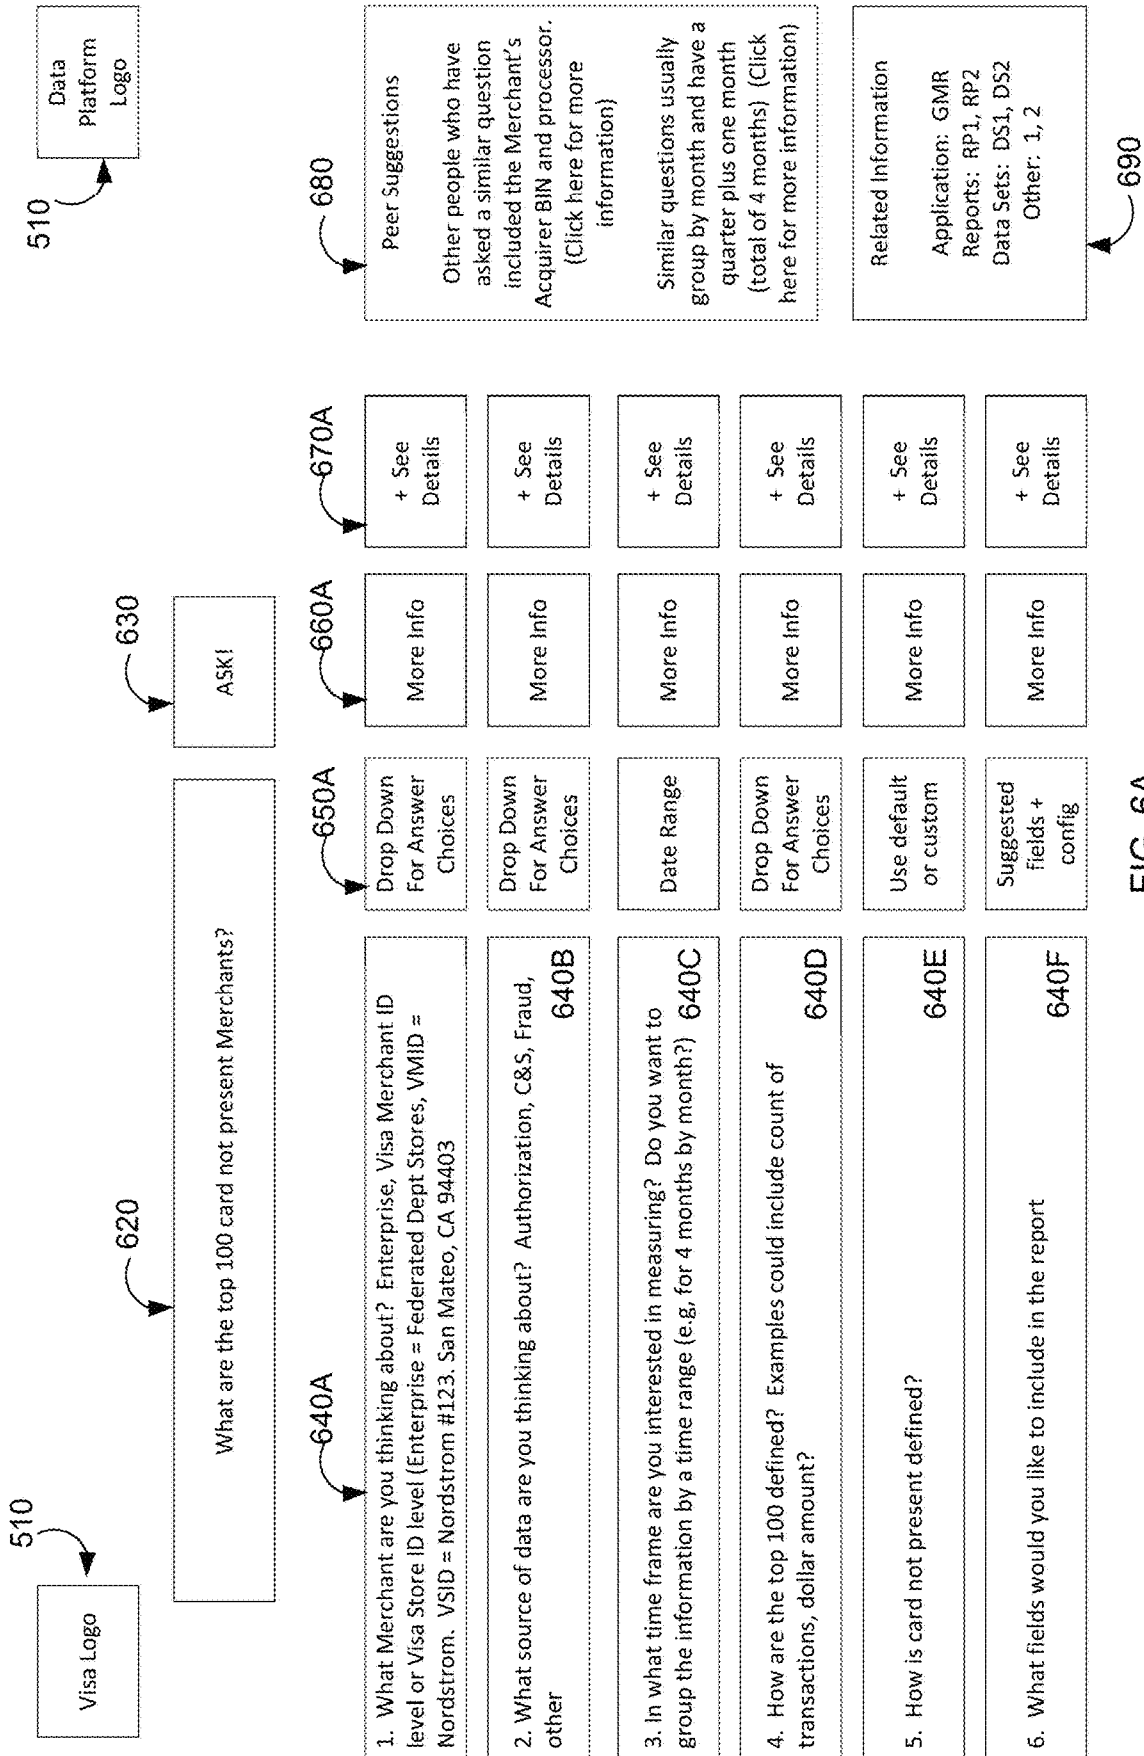 510
Visa Logo
510
Data
Platform
Logo
620
What are the top 100 card not present Merchants?
630
ASK!
640A
1. What Merchant are you thinking about? Enterprise, Visa Merchant ID
level or Visa Store ID level (Enterprise = Federated Dept Stores, VMID =
Nordstrom. VSID = Nordstrom #123. San Mateo, CA 94403
650A
Drop Down
For Answer
Choices
660A
More Info
670A
+ See
Details
2. What source of data are you thinking about? Authorization, C&S, Fraud,
other
640B
Drop Down
For Answer
Choices
More Info
+ See
Details
3. In what time frame are you interested in measuring? Do you want to
group the information by a time range (e.g, for 4 months by month?)
640C
Date Range
More Info
+ See
Details
4. How are the top 100 defined? Examples could include count of
transactions, dollar amount?
640D
Drop Down
For Answer
Choices
More Info
+ See
Details
5. How is card not present defined?
640E
Use default
or custom
More Info
+ See
Details
6. What fields would you like to include in the report
640F
Suggested
fields +
config
More Info
+ See
Details
680
Peer Suggestions
Other people who have
asked a similar question
included the Merchant's
Acquirer BIN and processor.
(Click here for more
information)
Similar questions usually
group by month and have a
quarter plus one month
(total of 4 months) (Click
here for more information)
Related Information
Application: GMR
Reports: RP1, RP2
Data Sets: DS1, DS2
Other: 1, 2
690
FIG. 6A